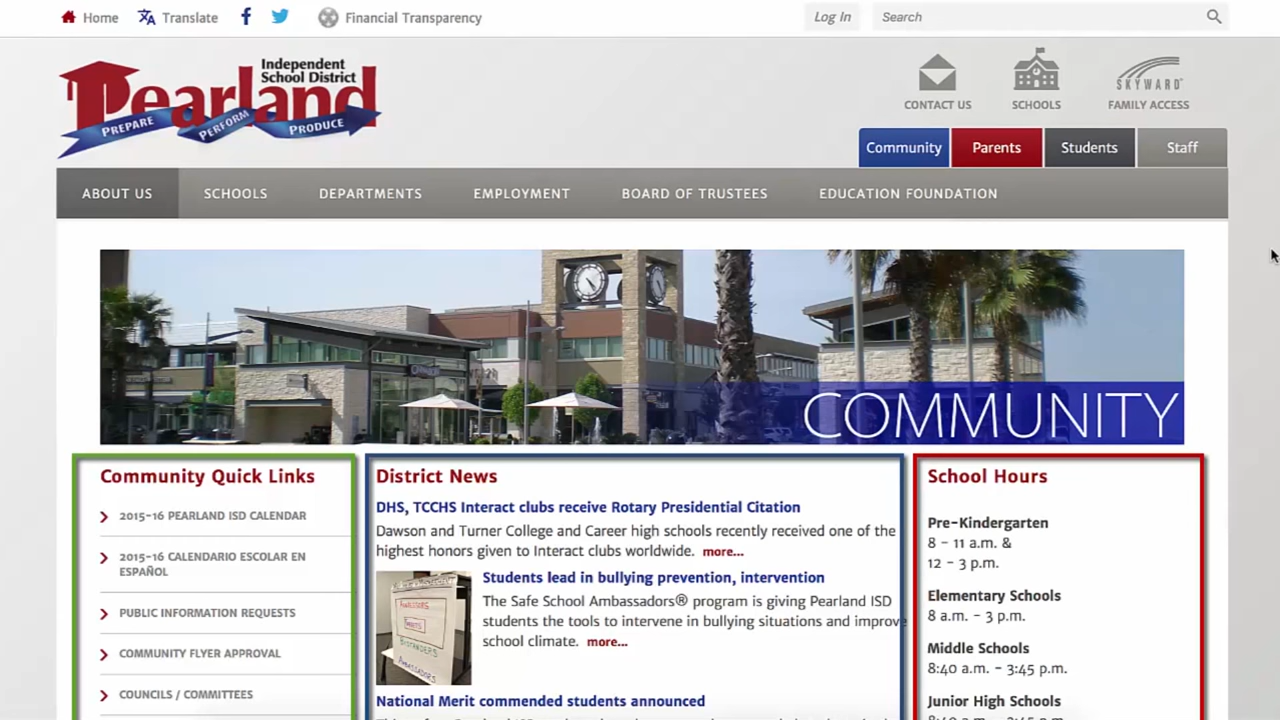 Home Translate Financial Transparency Log In Search
Independent
School District
Pearland
PREPARE PERFORM PRODUCE
SKYWARD
CONTACT US SCHOOLS FAMILY ACCESS
Community Parents Students Staff
ABOUT US SCHOOLS DEPARTMENTS EMPLOYMENT BOARD OF TRUSTEES EDUCATION FOUNDATION
COMMUNITY
Community Quick Links
2015-16 PEARLAND ISD CALENDAR
2015-16 CALENDARIO ESCOLAR EN
ESPAÑOL
PUBLIC INFORMATION REQUESTS
COMMUNITY FLYER APPROVAL
COUNCILS / COMMITTEES
District News
DHS, TCCHS Interact clubs receive Rotary Presidential Citation
Dawson and Turner College and Career high schools recently received one of the
highest honors given to Interact clubs worldwide. more...
Students lead in bullying prevention, intervention
The Safe School Ambassadors® program is giving Pearland ISD
students the tools to intervene in bullying situations and improve
school climate. more...
National Merit commended students announced
School Hours
Pre-Kindergarten
8 - 11 a.m. &
12 - 3 p.m.
Elementary Schools
8 a.m. - 3 p.m.
Middle Schools
8:40 a.m. - 3:45 p.m.
Junior High Schools